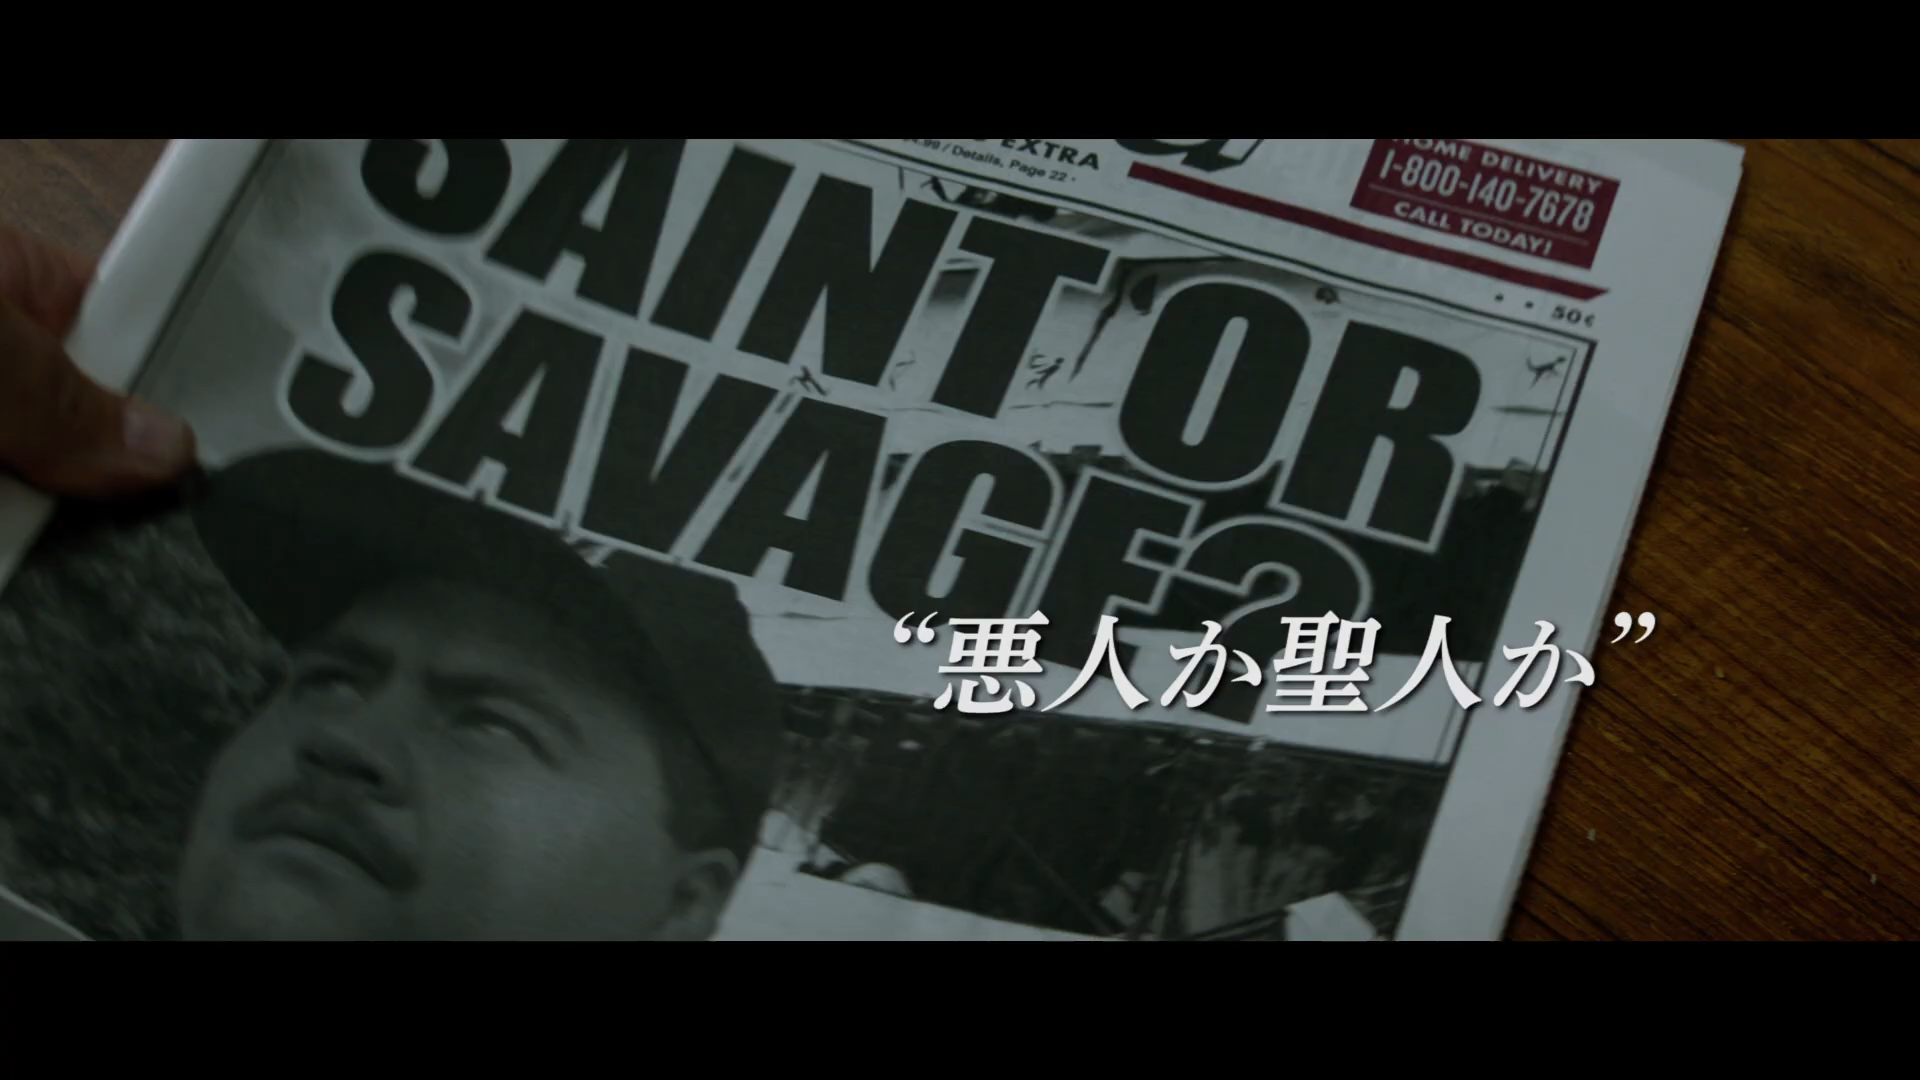 EXTRA
/ Details, Page 22
HOME DELIVERY
1-800-140-7678
CALL TODAY!
50¢
SAINT OR
SAVAGE?
“悪人か聖人か”